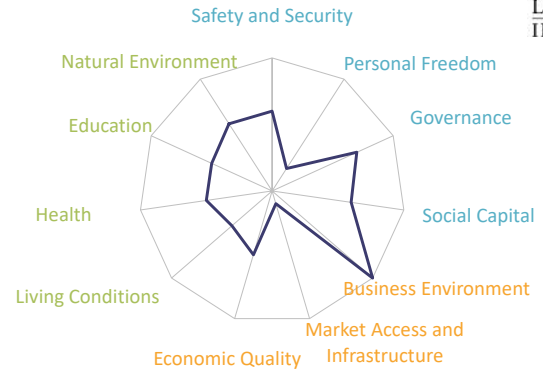 Safety and Security
Natural Environment
Personal Freedom
Education
Governance
Health
Social Capital
Living Conditions
Business Environment
Market Access and
Infrastructure
Economic Quality